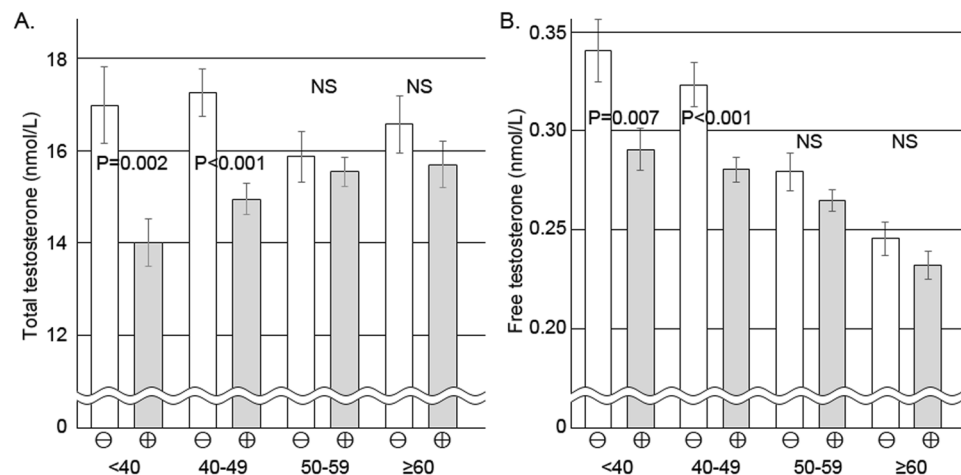 A.
Total testosterone (nmol/L)
18
16
14
12
0
P=0.002
P<0.001
NS
NS
⊖ ⊕ ⊖ ⊕ ⊖ ⊕ ⊖ ⊕
<40 40-49 50-59 ≥60
B.
Free testosterone (nmol/L)
0.35
0.30
0.25
0.20
0
P=0.007
P<0.001
NS
NS
⊖ ⊕ ⊖ ⊕ ⊖ ⊕ ⊖ ⊕
<40 40-49 50-59 ≥60